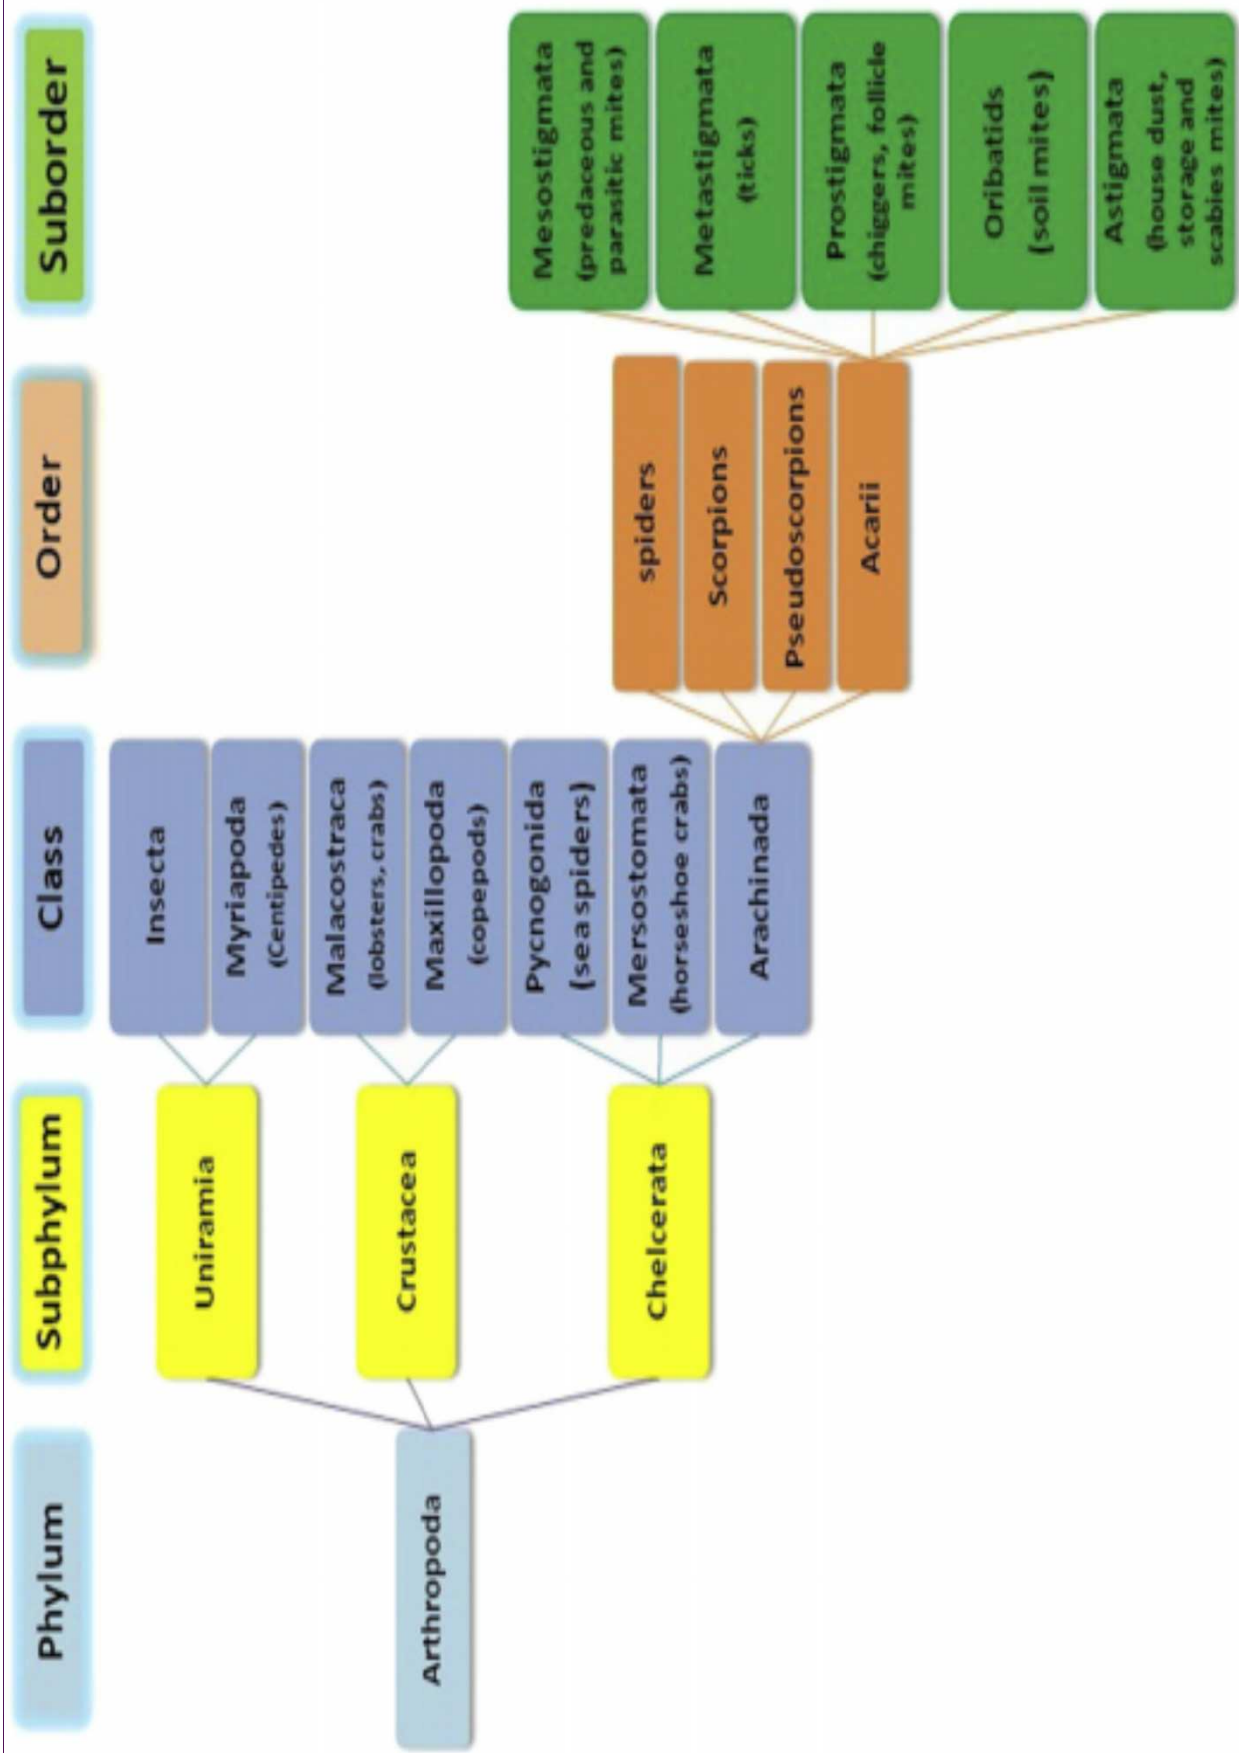 Phylum
Subphylum
Class
Order
Suborder
Arthropoda
Uniramia
Crustacea
Chelcerata
Insecta
Myriapoda
(Centipedes)
Malacostraca
(lobsters, crabs)
Maxillopoda
(copepods)
Pycnogonida
(sea spiders)
Mersostomata
(horseshoe crabs)
Arachinada
spiders
Scorpions
Pseudoscorpions
Acarii
Mesostigmata
(predaceous and
parasitic mites)
Metastigmata
(ticks)
Prostigmata
(chiggers, follicle
mites)
Oribatids
(soil mites)
Astigmata
(house dust,
storage and
scabies mites)